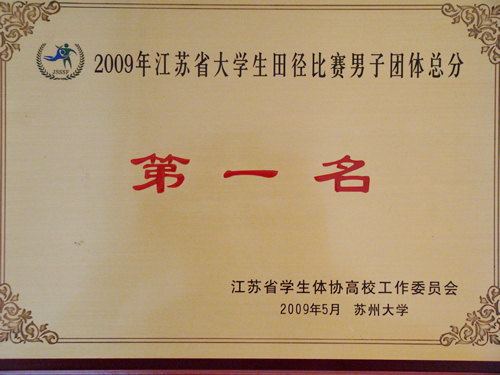 JSSSF
2009年江苏省大学生田径比赛男子团体总分
第一名
江苏省学生体协高校工作委员会
2009年5月 苏州大学